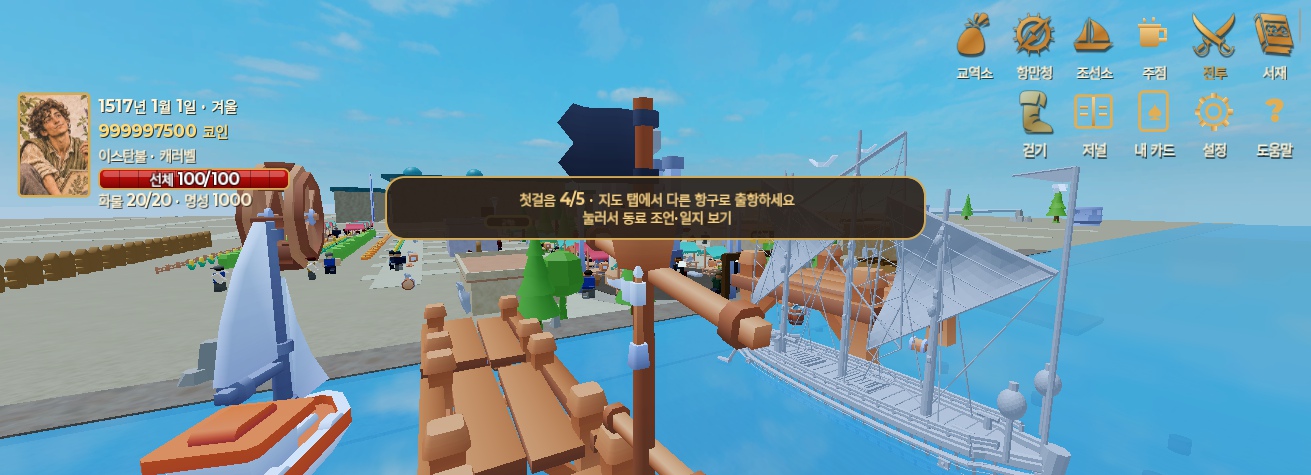 교역소 항만청 조선소 주점 전투 서재
걷기 저널 내 카드 설정 도움말
1517년 1월 1일 · 겨울
999997500 코인
이스탄불 · 캐러벨
선체 100/100
화물 20/20 · 명성 1000
첫걸음 4/5 · 지도 탭에서 다른 항구로 출항하세요
눌러서 동료 조언·일지 보기